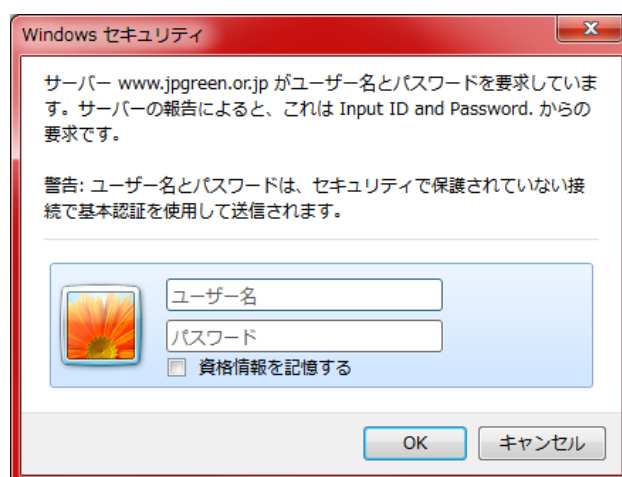 Windows セキュリティ
サーバー www.jpgreen.or.jp がユーザー名とパスワードを要求していま
す。サーバーの報告によると、これは Input ID and Password. からの
要求です。
警告: ユーザー名とパスワードは、セキュリティで保護されていない接
続で基本認証を使用して送信されます。
ユーザー名
パスワード
資格情報を記憶する
OK
キャンセル